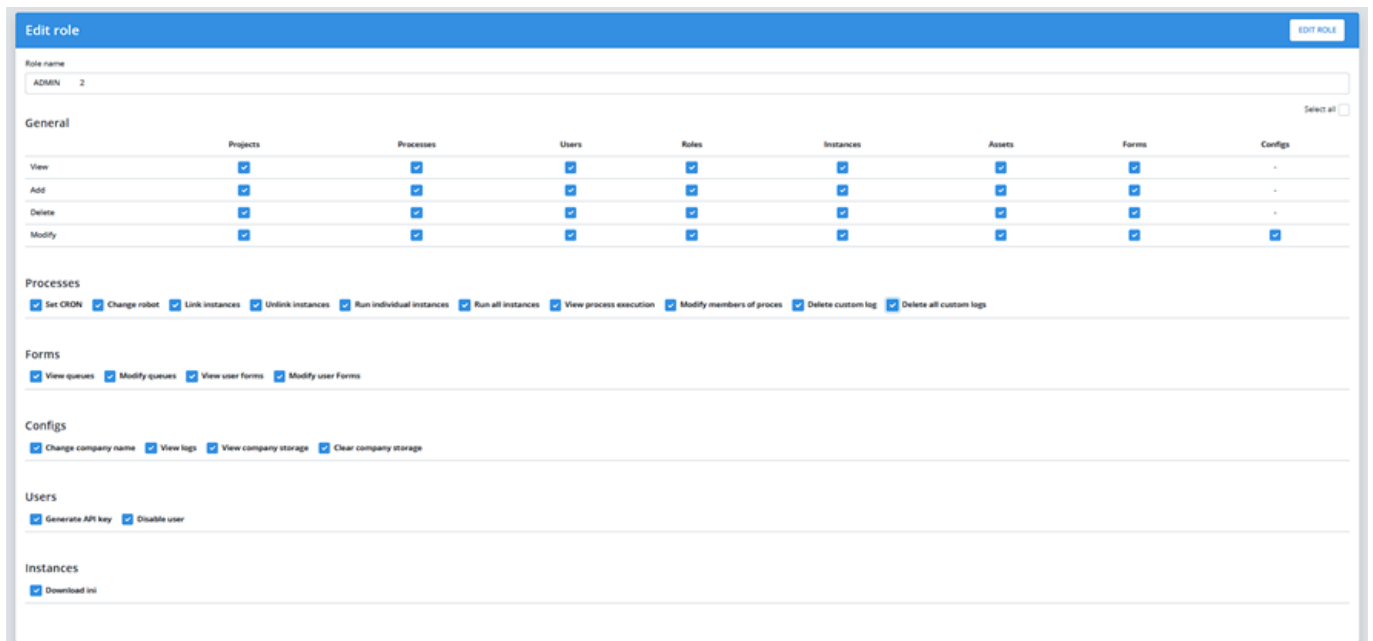 Edit role
EDIT ROLE
Role name
ADMIN 2
Select all
General
Projects Processes Users Roles Instances Assets Forms Configs
View -
Add -
Delete -
Modify
Processes
Set CRON Change robot Link instances Unlink instances Run individual instances Run all instances View process execution Modify members of proces Delete custom log Delete all custom logs
Forms
View queues Modify queues View user forms Modify user Forms
Configs
Change company name View logs View company storage Clear company storage
Users
Generate API key Disable user
Instances
Download ini